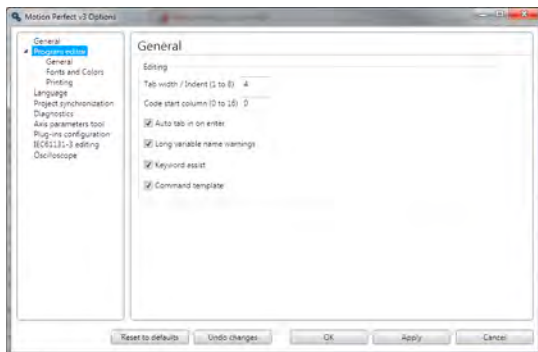 Motion Perfect v3 Options
General
Program editor
General
Fonts and Colors
Printing
Language
Project synchronization
Diagnostics
Axis parameters tool
Plug-ins configuration
IEC61131-3 editing
Oscilloscope
General
Editing
Tab width / Indent (1 to 8) 4
Code start column (0 to 16) 0
Auto tab in on enter
Long variable name warnings
Keyword assist
Command template
Reset to defaults
Undo changes
OK
Apply
Cancel